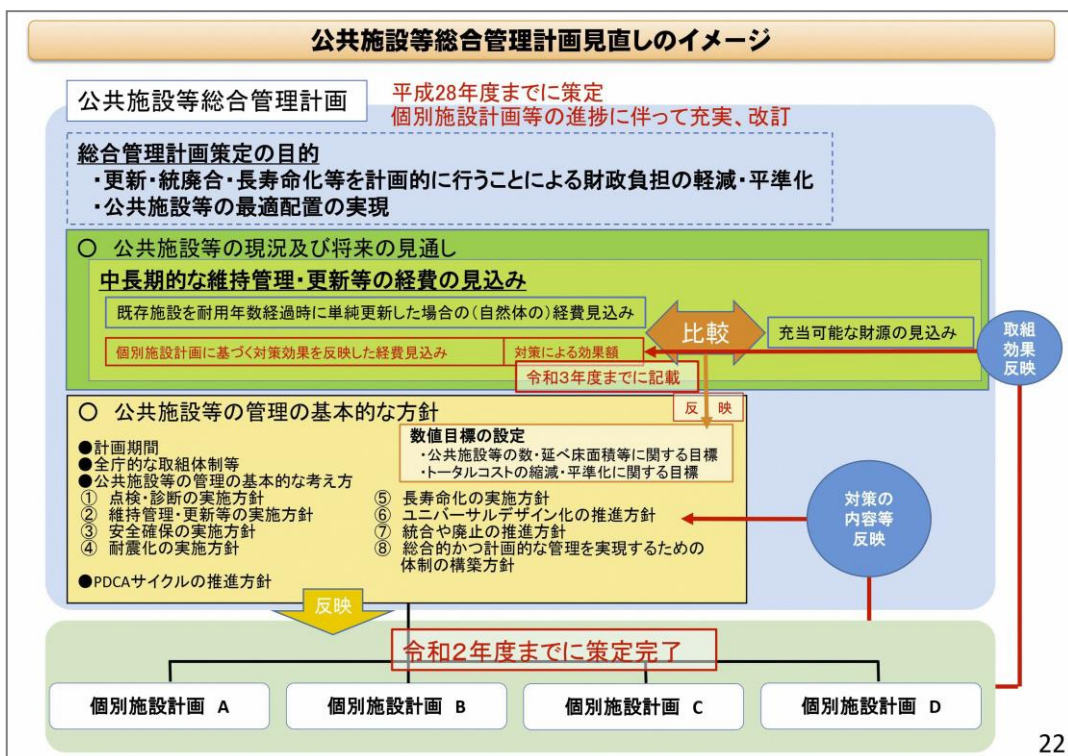 公共施設等総合管理計画見直しのイメージ
公共施設等総合管理計画
平成28年度までに策定
個別施設計画等の進捗に伴って充実、改訂
総合管理計画策定の目的
・更新・統廃合・長寿命化等を計画的に行うことによる財政負担の軽減・平準化
・公共施設等の最適配置の実現
○ 公共施設等の現況及び将来の見通し
中長期的な維持管理・更新等の経費の見込み
既存施設を耐用年数経過時に単純更新した場合の(自然体の)経費見込み
比較
充当可能な財源の見込み
個別施設計画に基づく対策効果を反映した経費見込み
対策による効果額
令和3年度までに記載
取組
効果
反映
○ 公共施設等の管理の基本的な方針
反 映
数値目標の設定
・公共施設等の数・延べ床面積等に関する目標
・トータルコストの縮減・平準化に関する目標
●計画期間
●全庁的な取組体制等
●公共施設等の管理の基本的な考え方
① 点検・診断の実施方針
② 維持管理・更新等の実施方針
③ 安全確保の実施方針
④ 耐震化の実施方針
⑤ 長寿命化の実施方針
⑥ ユニバーサルデザイン化の推進方針
⑦ 統合や廃止の推進方針
⑧ 総合的かつ計画的な管理を実現するための
体制の構築方針
●PDCAサイクルの推進方針
対策の
内容等
反映
反映
令和2年度までに策定完了
個別施設計画 A
個別施設計画 B
個別施設計画 C
個別施設計画 D
22